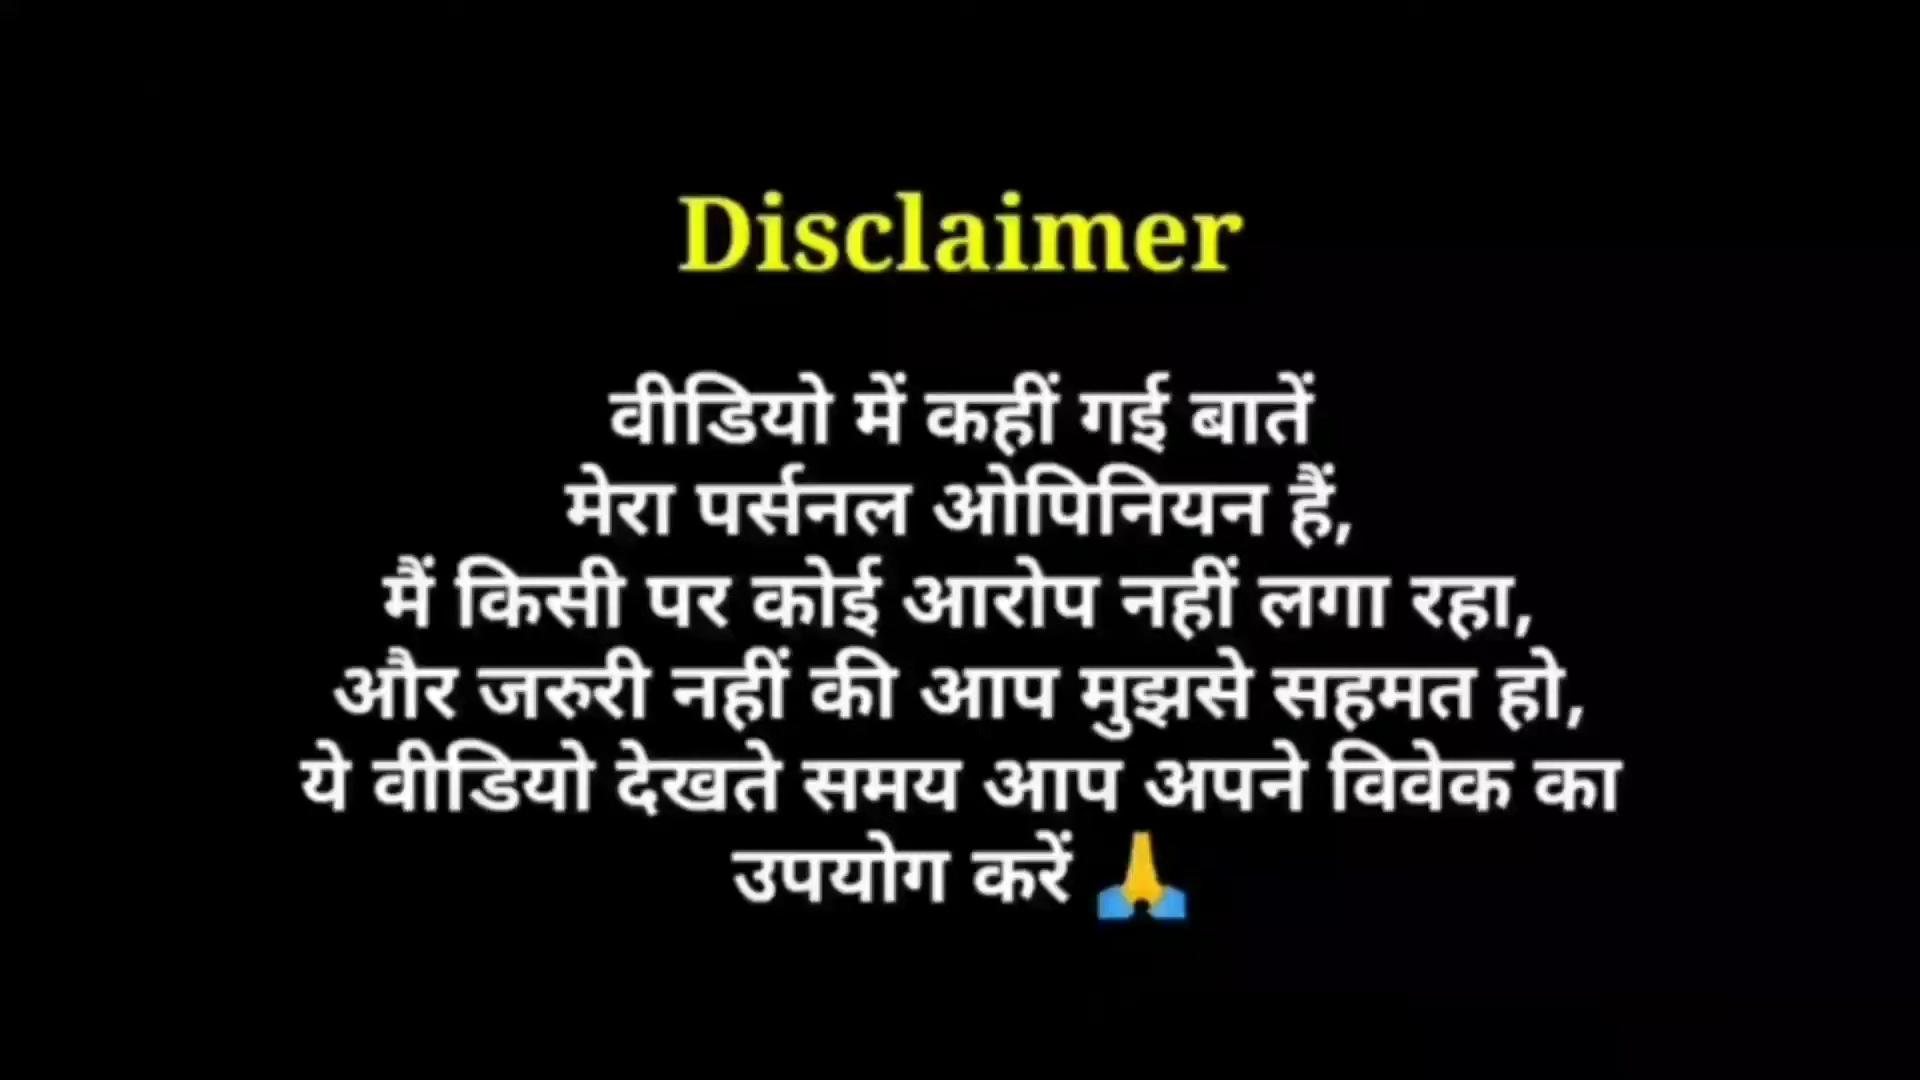 Disclaimer
वीडियो में कहीं गई बातें
मेरा पर्सनल ओपिनियन हैं,
मैं किसी पर कोई आरोप नहीं लगा रहा,
और जरुरी नहीं की आप मुझसे सहमत हो,
ये वीडियो देखते समय आप अपने विवेक का
उपयोग करें 🙏